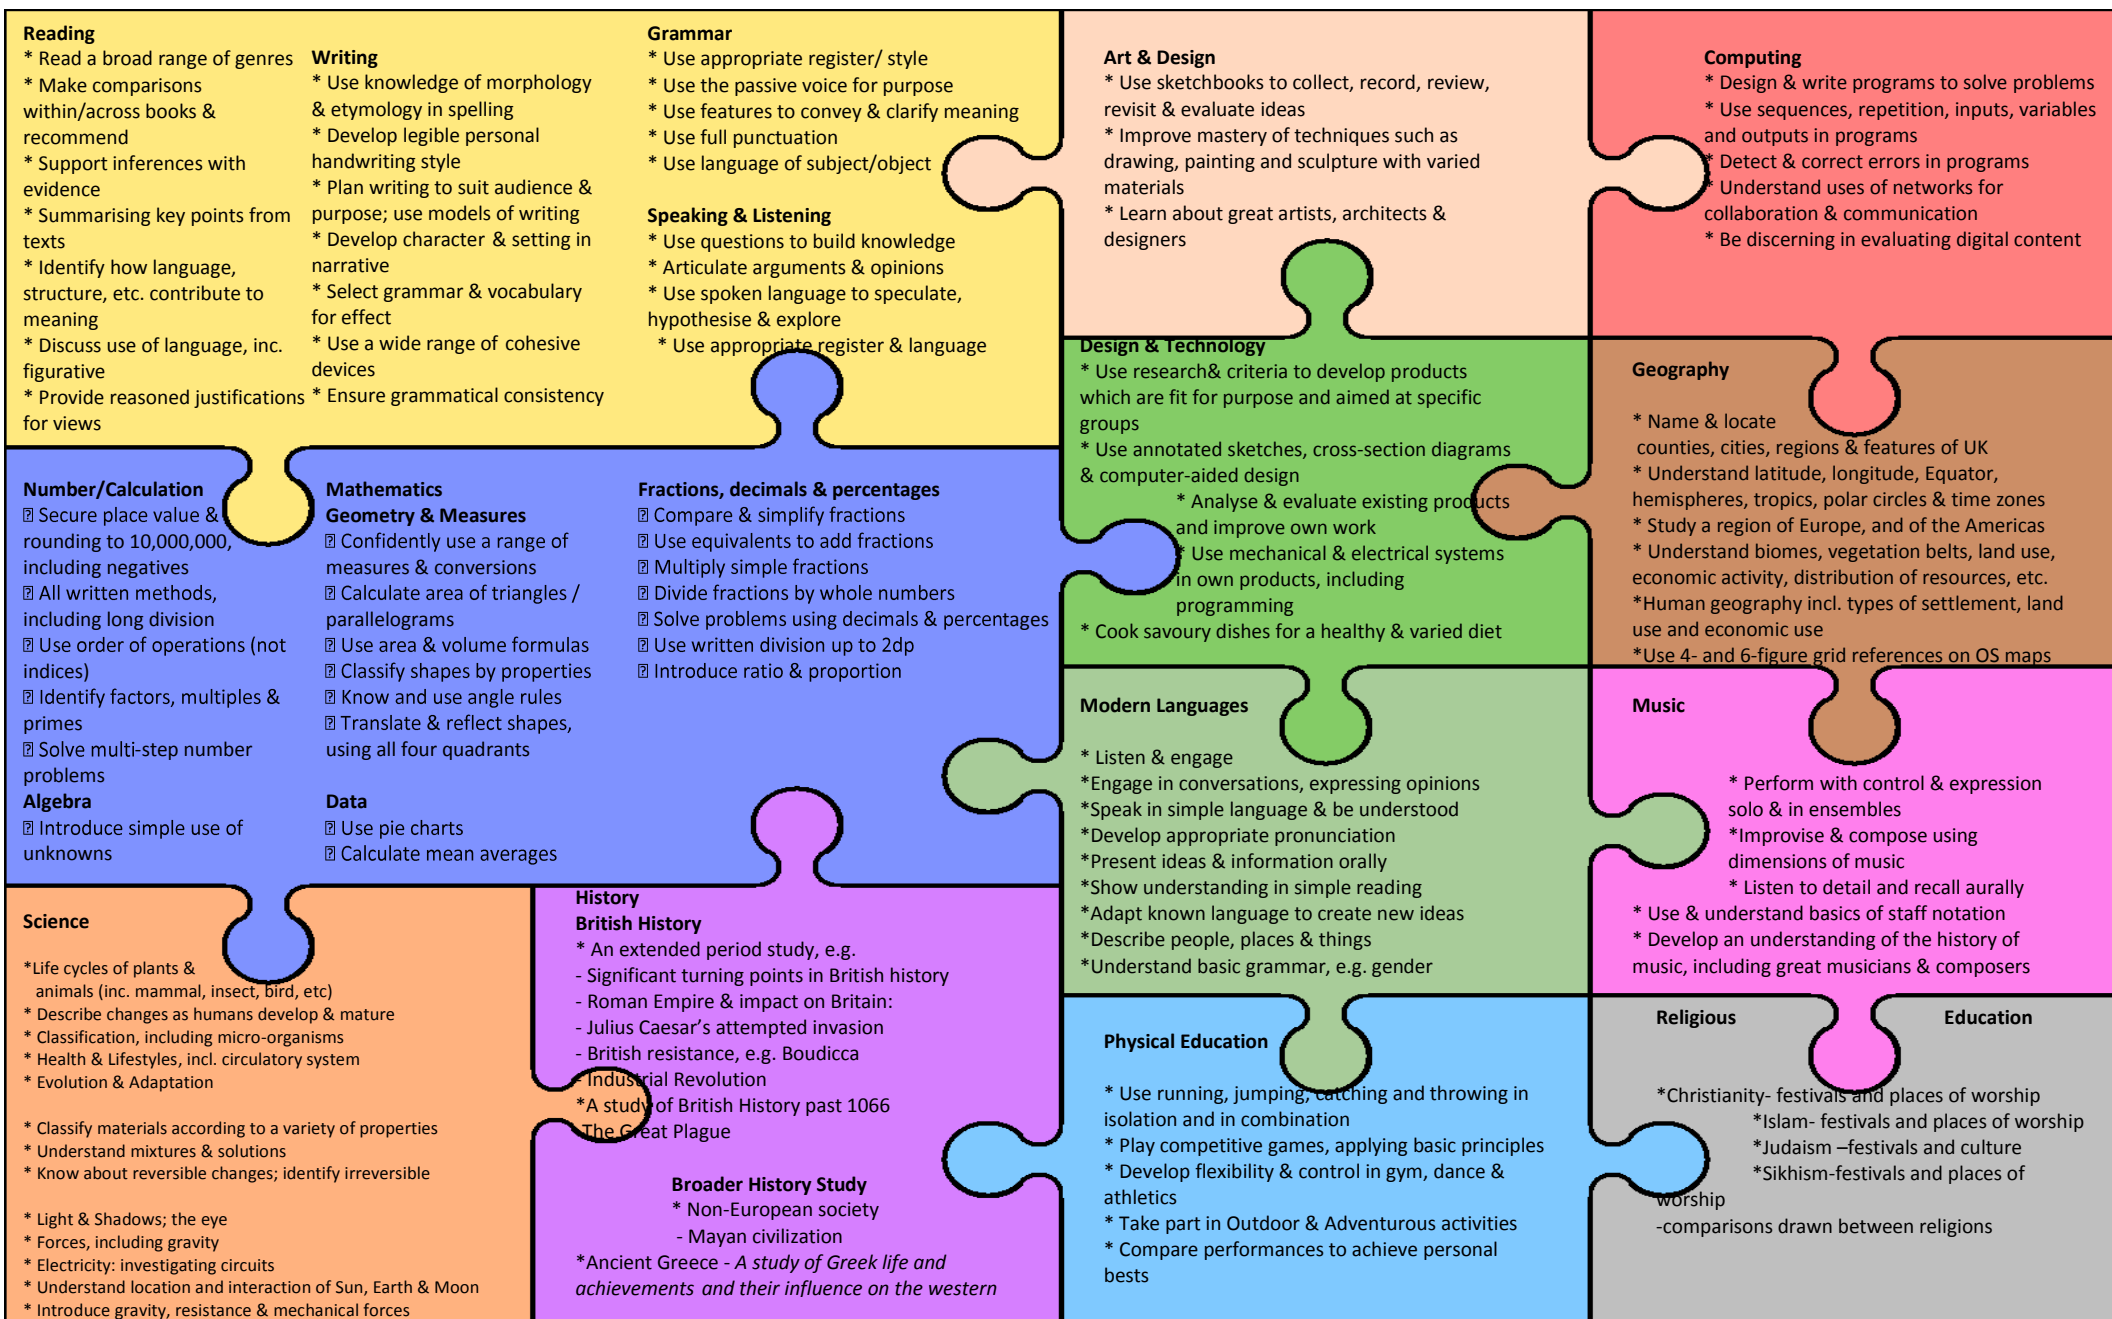 Reading
* Read a broad range of genres
* Make comparisons
within/across books &
recommend
* Support inferences with
evidence
* Summarising key points from
texts
* Identify how language,
structure, etc. contribute to
meaning
* Discuss use of language, inc.
figurative
* Provide reasoned justifications
for views
Writing
* Use knowledge of morphology
& etymology in spelling
* Develop legible personal
handwriting style
* Plan writing to suit audience &
purpose; use models of writing
* Develop character & setting in
narrative
* Select grammar & vocabulary
for effect
* Use a wide range of cohesive
devices
* Ensure grammatical consistency
Grammar
* Use appropriate register/ style
* Use the passive voice for purpose
* Use features to convey & clarify meaning
* Use full punctuation
* Use language of subject/object
Speaking & Listening
* Use questions to build knowledge
* Articulate arguments & opinions
* Use spoken language to speculate,
hypothesise & explore
* Use appropriate register & language
Art & Design
* Use sketchbooks to collect, record, review,
revisit & evaluate ideas
* Improve mastery of techniques such as
drawing, painting and sculpture with varied
materials
* Learn about great artists, architects &
designers
Computing
* Design & write programs to solve problems
* Use sequences, repetition, inputs, variables
and outputs in programs
* Detect & correct errors in programs
* Understand uses of networks for
collaboration & communication
* Be discerning in evaluating digital content
Design & Technology
* Use research& criteria to develop products
which are fit for purpose and aimed at specific
groups
* Use annotated sketches, cross-section diagrams
& computer-aided design
* Analyse & evaluate existing products
and improve own work
* Use mechanical & electrical systems
in own products, including
programming
* Cook savoury dishes for a healthy & varied diet
Geography
* Name & locate
counties, cities, regions & features of UK
* Understand latitude, longitude, Equator,
hemispheres, tropics, polar circles & time zones
* Study a region of Europe, and of the Americas
* Understand biomes, vegetation belts, land use,
economic activity, distribution of resources, etc.
*Human geography incl. types of settlement, land
use and economic use
*Use 4- and 6-figure grid references on OS maps
Number/Calculation
⍰ Secure place value &
rounding to 10,000,000,
including negatives
⍰ All written methods,
including long division
⍰ Use order of operations (not
indices)
⍰ Identify factors, multiples &
primes
⍰ Solve multi-step number
problems
Algebra
⍰ Introduce simple use of
unknowns
Mathematics
Geometry & Measures
⍰ Confidently use a range of
measures & conversions
⍰ Calculate area of triangles /
parallelograms
⍰ Use area & volume formulas
⍰ Classify shapes by properties
⍰ Know and use angle rules
⍰ Translate & reflect shapes,
using all four quadrants
Data
⍰ Use pie charts
⍰ Calculate mean averages
Fractions, decimals & percentages
⍰ Compare & simplify fractions
⍰ Use equivalents to add fractions
⍰ Multiply simple fractions
⍰ Divide fractions by whole numbers
⍰ Solve problems using decimals & percentages
⍰ Use written division up to 2dp
⍰ Introduce ratio & proportion
Modern Languages
* Listen & engage
*Engage in conversations, expressing opinions
*Speak in simple language & be understood
*Develop appropriate pronunciation
*Present ideas & information orally
*Show understanding in simple reading
*Adapt known language to create new ideas
*Describe people, places & things
*Understand basic grammar, e.g. gender
Music
* Perform with control & expression
solo & in ensembles
*Improvise & compose using
dimensions of music
* Listen to detail and recall aurally
* Use & understand basics of staff notation
* Develop an understanding of the history of
music, including great musicians & composers
Science
*Life cycles of plants &
animals (inc. mammal, insect, bird, etc)
* Describe changes as humans develop & mature
* Classification, including micro-organisms
* Health & Lifestyles, incl. circulatory system
* Evolution & Adaptation
* Classify materials according to a variety of properties
* Understand mixtures & solutions
* Know about reversible changes; identify irreversible
* Light & Shadows; the eye
* Forces, including gravity
* Electricity: investigating circuits
* Understand location and interaction of Sun, Earth & Moon
* Introduce gravity, resistance & mechanical forces
History
British History
* An extended period study, e.g.
- Significant turning points in British history
- Roman Empire & impact on Britain:
- Julius Caesar's attempted invasion
- British resistance, e.g. Boudicca
- Industrial Revolution
*A study of British History past 1066
-The Great Plague
Broader History Study
* Non-European society
- Mayan civilization
*Ancient Greece - A study of Greek life and
achievements and their influence on the western
Physical Education
* Use running, jumping, catching and throwing in
isolation and in combination
* Play competitive games, applying basic principles
* Develop flexibility & control in gym, dance &
athletics
* Take part in Outdoor & Adventurous activities
* Compare performances to achieve personal
bests
Religious Education
*Christianity- festivals and places of worship
*Islam- festivals and places of worship
*Judaism –festivals and culture
*Sikhism-festivals and places of
worship
-comparisons drawn between religions